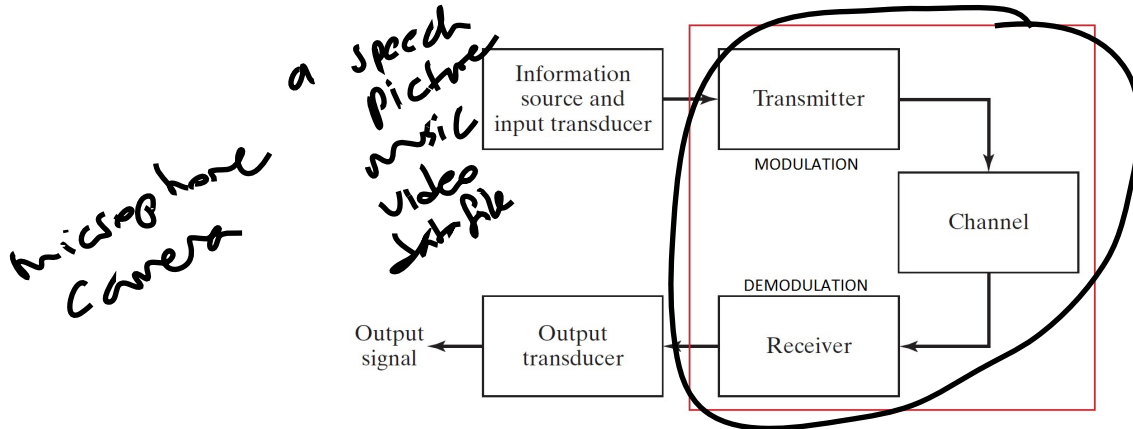 a speech
picture
music
video
data file
microphone
camera
Information
source and
input transducer
Transmitter
MODULATION
Channel
DEMODULATION
Receiver
Output
transducer
Output
signal